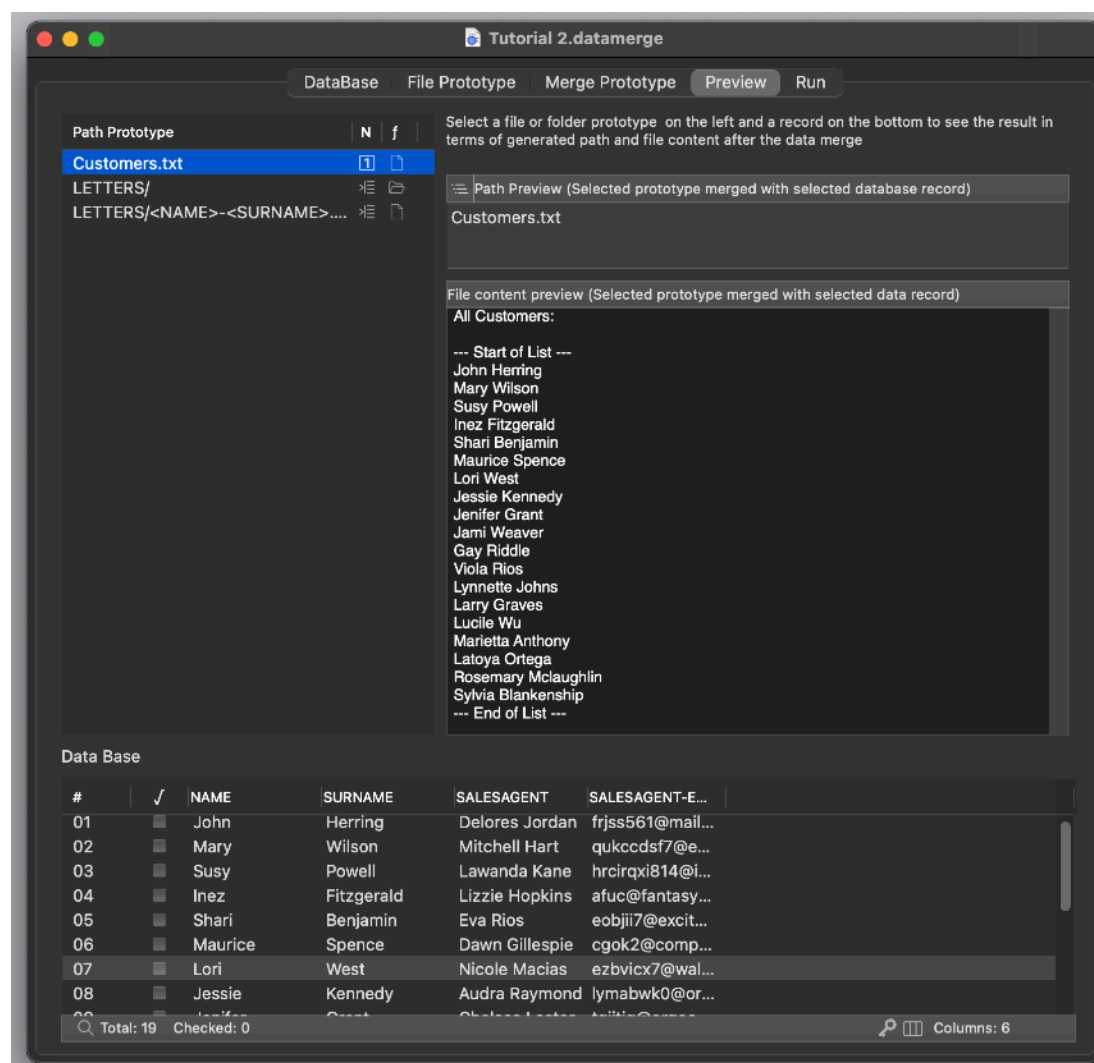 Tutorial 2.datamerge
DataBase File Prototype Merge Prototype Preview Run
Path Prototype N f
Customers.txt 1
LETTERS/
LETTERS/<NAME>-<SURNAME>....
Select a file or folder prototype on the left and a record on the bottom to see the result in
terms of generated path and file content after the data merge
Path Preview (Selected prototype merged with selected database record)
Customers.txt
File content preview (Selected prototype merged with selected data record)
All Customers:
--- Start of List ---
John Herring
Mary Wilson
Susy Powell
Inez Fitzgerald
Shari Benjamin
Maurice Spence
Lori West
Jessie Kennedy
Jenifer Grant
Jami Weaver
Gay Riddle
Viola Rios
Lynnette Johns
Larry Graves
Lucile Wu
Marietta Anthony
Latoya Ortega
Rosemary Mclaughlin
Sylvia Blankenship
--- End of List ---
Data Base
# √ NAME SURNAME SALESAGENT SALESAGENT-E...
01 John Herring Delores Jordan frjss561@mail...
02 Mary Wilson Mitchell Hart qukccdsf7@e...
03 Susy Powell Lawanda Kane hrcirqxi814@i...
04 Inez Fitzgerald Lizzie Hopkins afuc@fantasy...
05 Shari Benjamin Eva Rios eobjii7@excit...
06 Maurice Spence Dawn Gillespie cgok2@comp...
07 Lori West Nicole Macias ezbvicx7@wal...
08 Jessie Kennedy Audra Raymond lymabwk0@or...
Total: 19 Checked: 0 Columns: 6